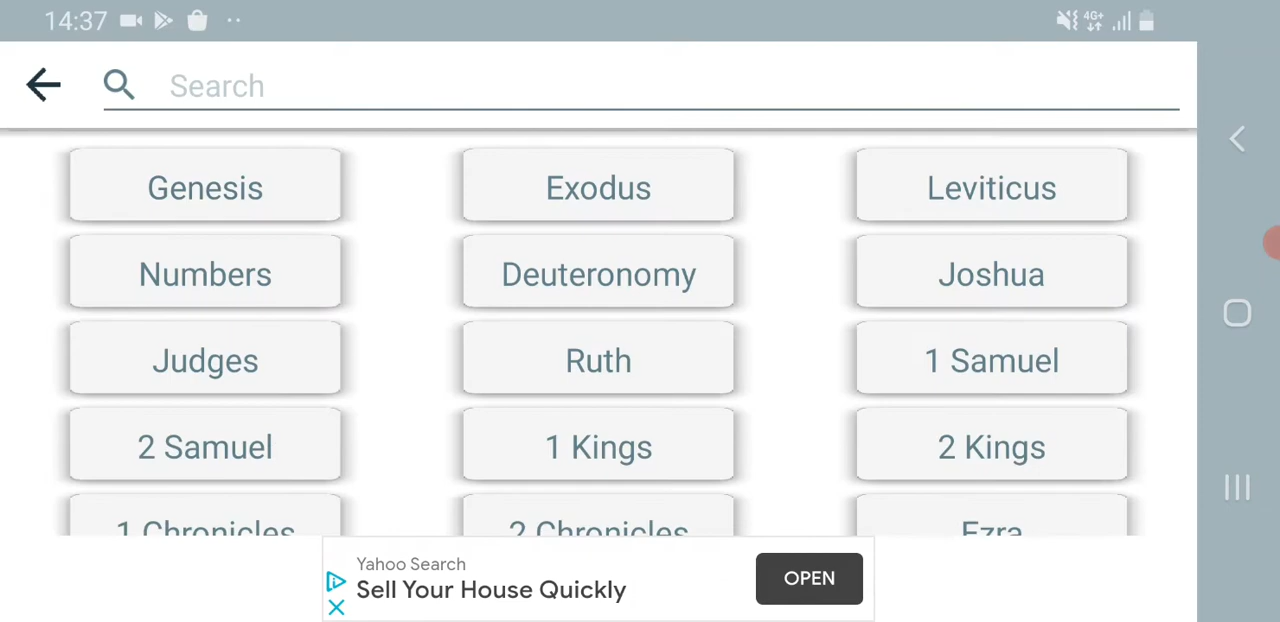 14:37
4G+
Search
Genesis
Exodus
Leviticus
Numbers
Deuteronomy
Joshua
Judges
Ruth
1 Samuel
2 Samuel
1 Kings
2 Kings
1 Chronicles
2 Chronicles
Ezra
Yahoo Search
Sell Your House Quickly
OPEN